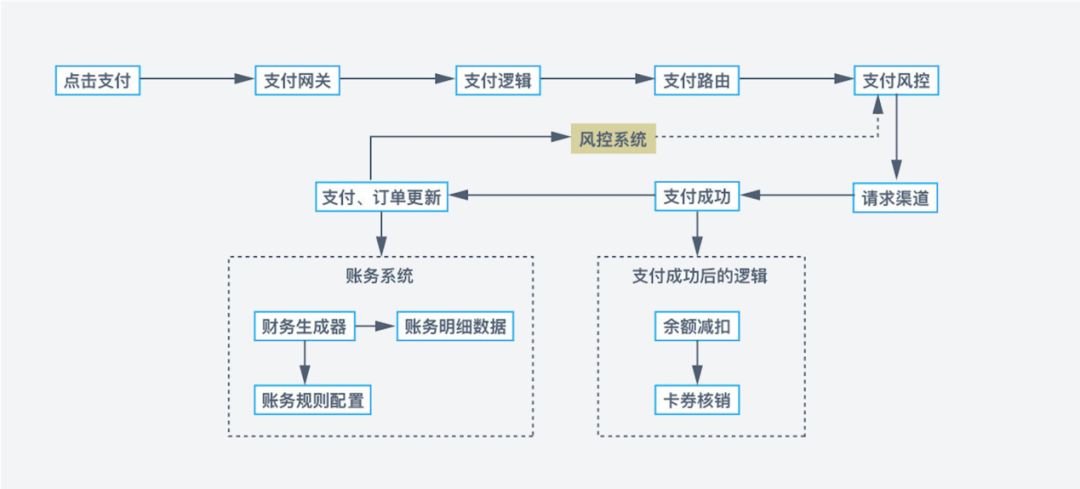 点击支付
支付网关
支付逻辑
支付路由
支付风控
风控系统
支付、订单更新
支付成功
请求渠道
账务系统
财务生成器
账务明细数据
账务规则配置
支付成功后的逻辑
余额减扣
卡券核销